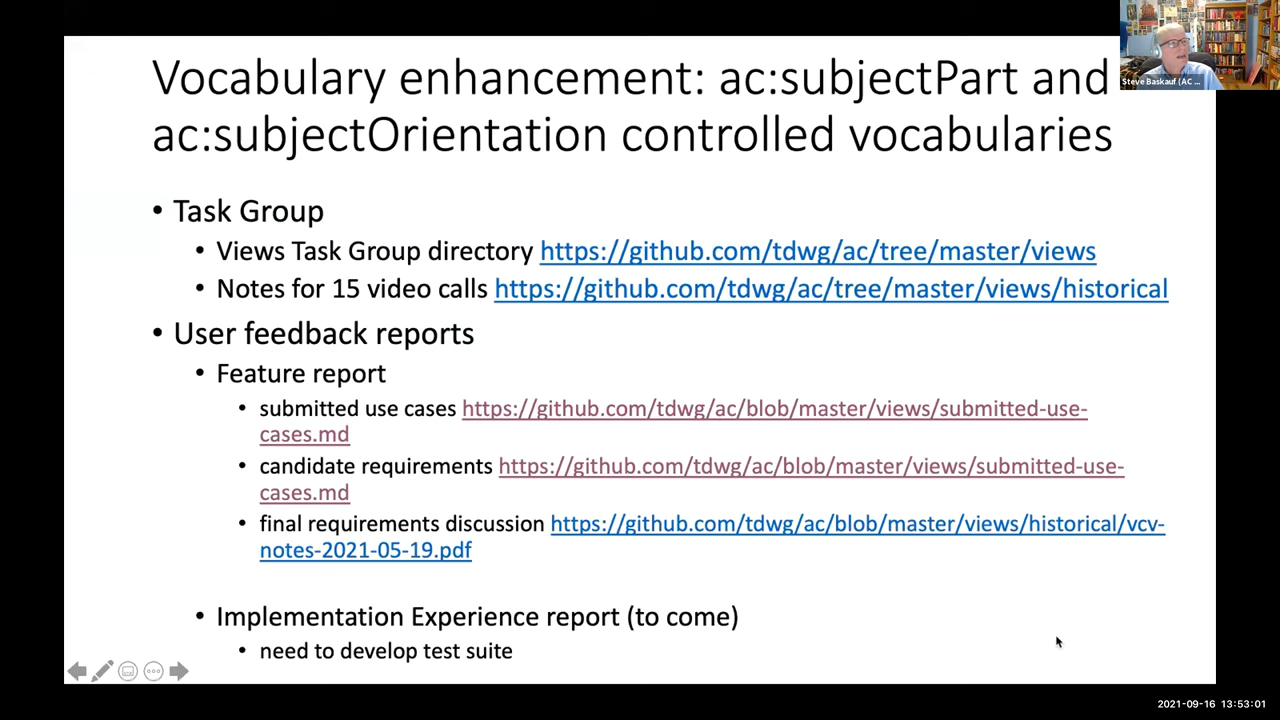 Vocabulary enhancement: ac:subjectPart and
ac:subjectOrientation controlled vocabularies
Steve Baskauf (AC ...
• Task Group
• Views Task Group directory https://github.com/tdwg/ac/tree/master/views
• Notes for 15 video calls https://github.com/tdwg/ac/tree/master/views/historical
• User feedback reports
• Feature report
• submitted use cases https://github.com/tdwg/ac/blob/master/views/submitted-use-
cases.md
• candidate requirements https://github.com/tdwg/ac/blob/master/views/submitted-use-
cases.md
• final requirements discussion https://github.com/tdwg/ac/blob/master/views/historical/vcv-
notes-2021-05-19.pdf
• Implementation Experience report (to come)
• need to develop test suite
2021-09-16 13:53:01